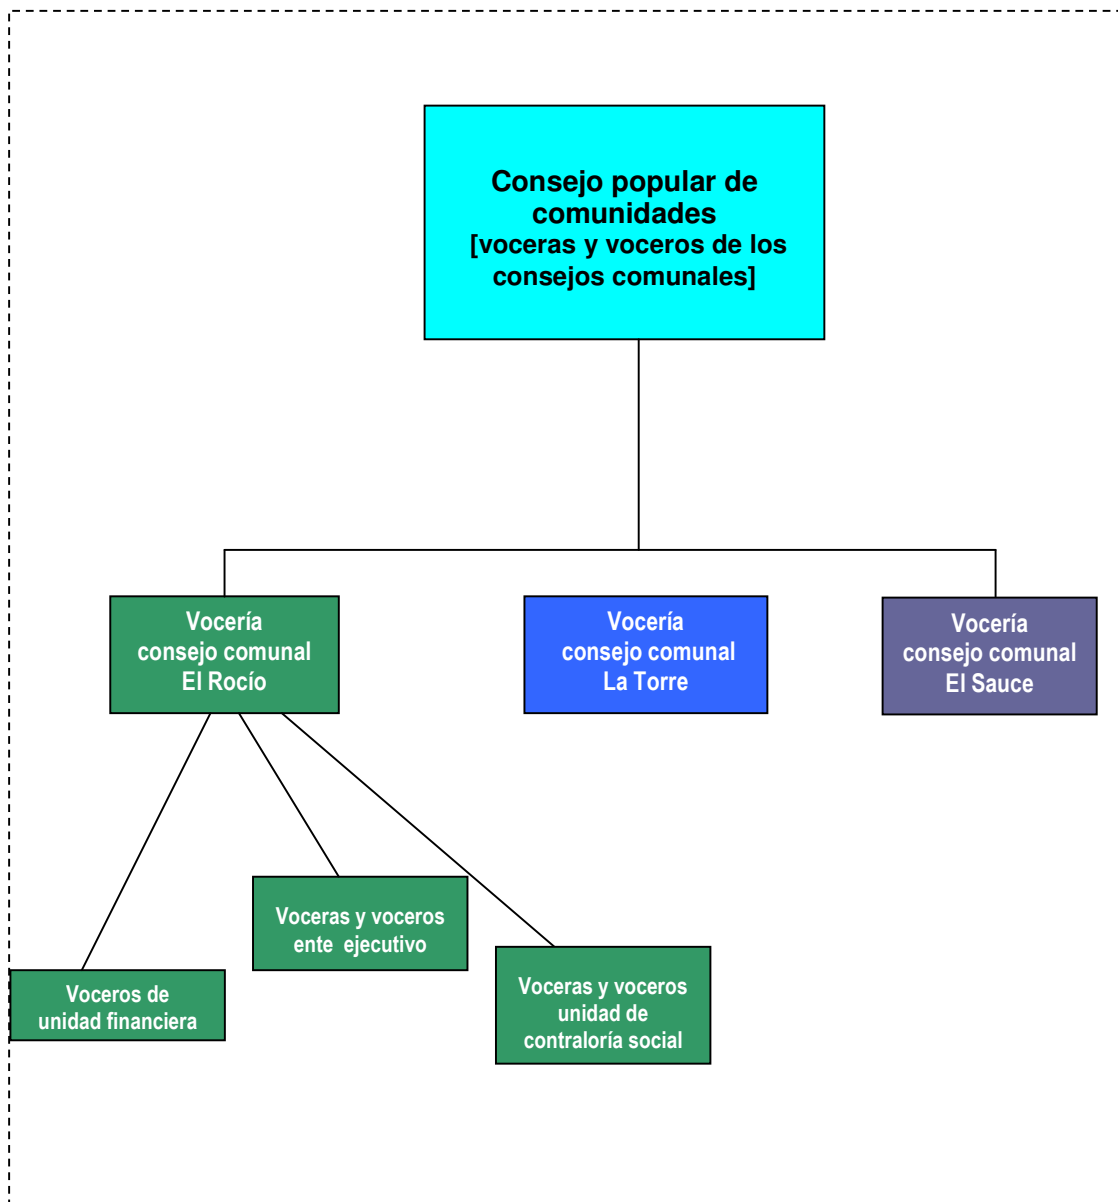 Consejo popular de
comunidades
[voceras y voceros de los
consejos comunales]
Vocería
consejo comunal
El Rocío
Vocería
consejo comunal
La Torre
Vocería
consejo comunal
El Sauce
Voceras y voceros
ente ejecutivo
Voceros de
unidad financiera
Voceras y voceros
unidad de
contraloría social